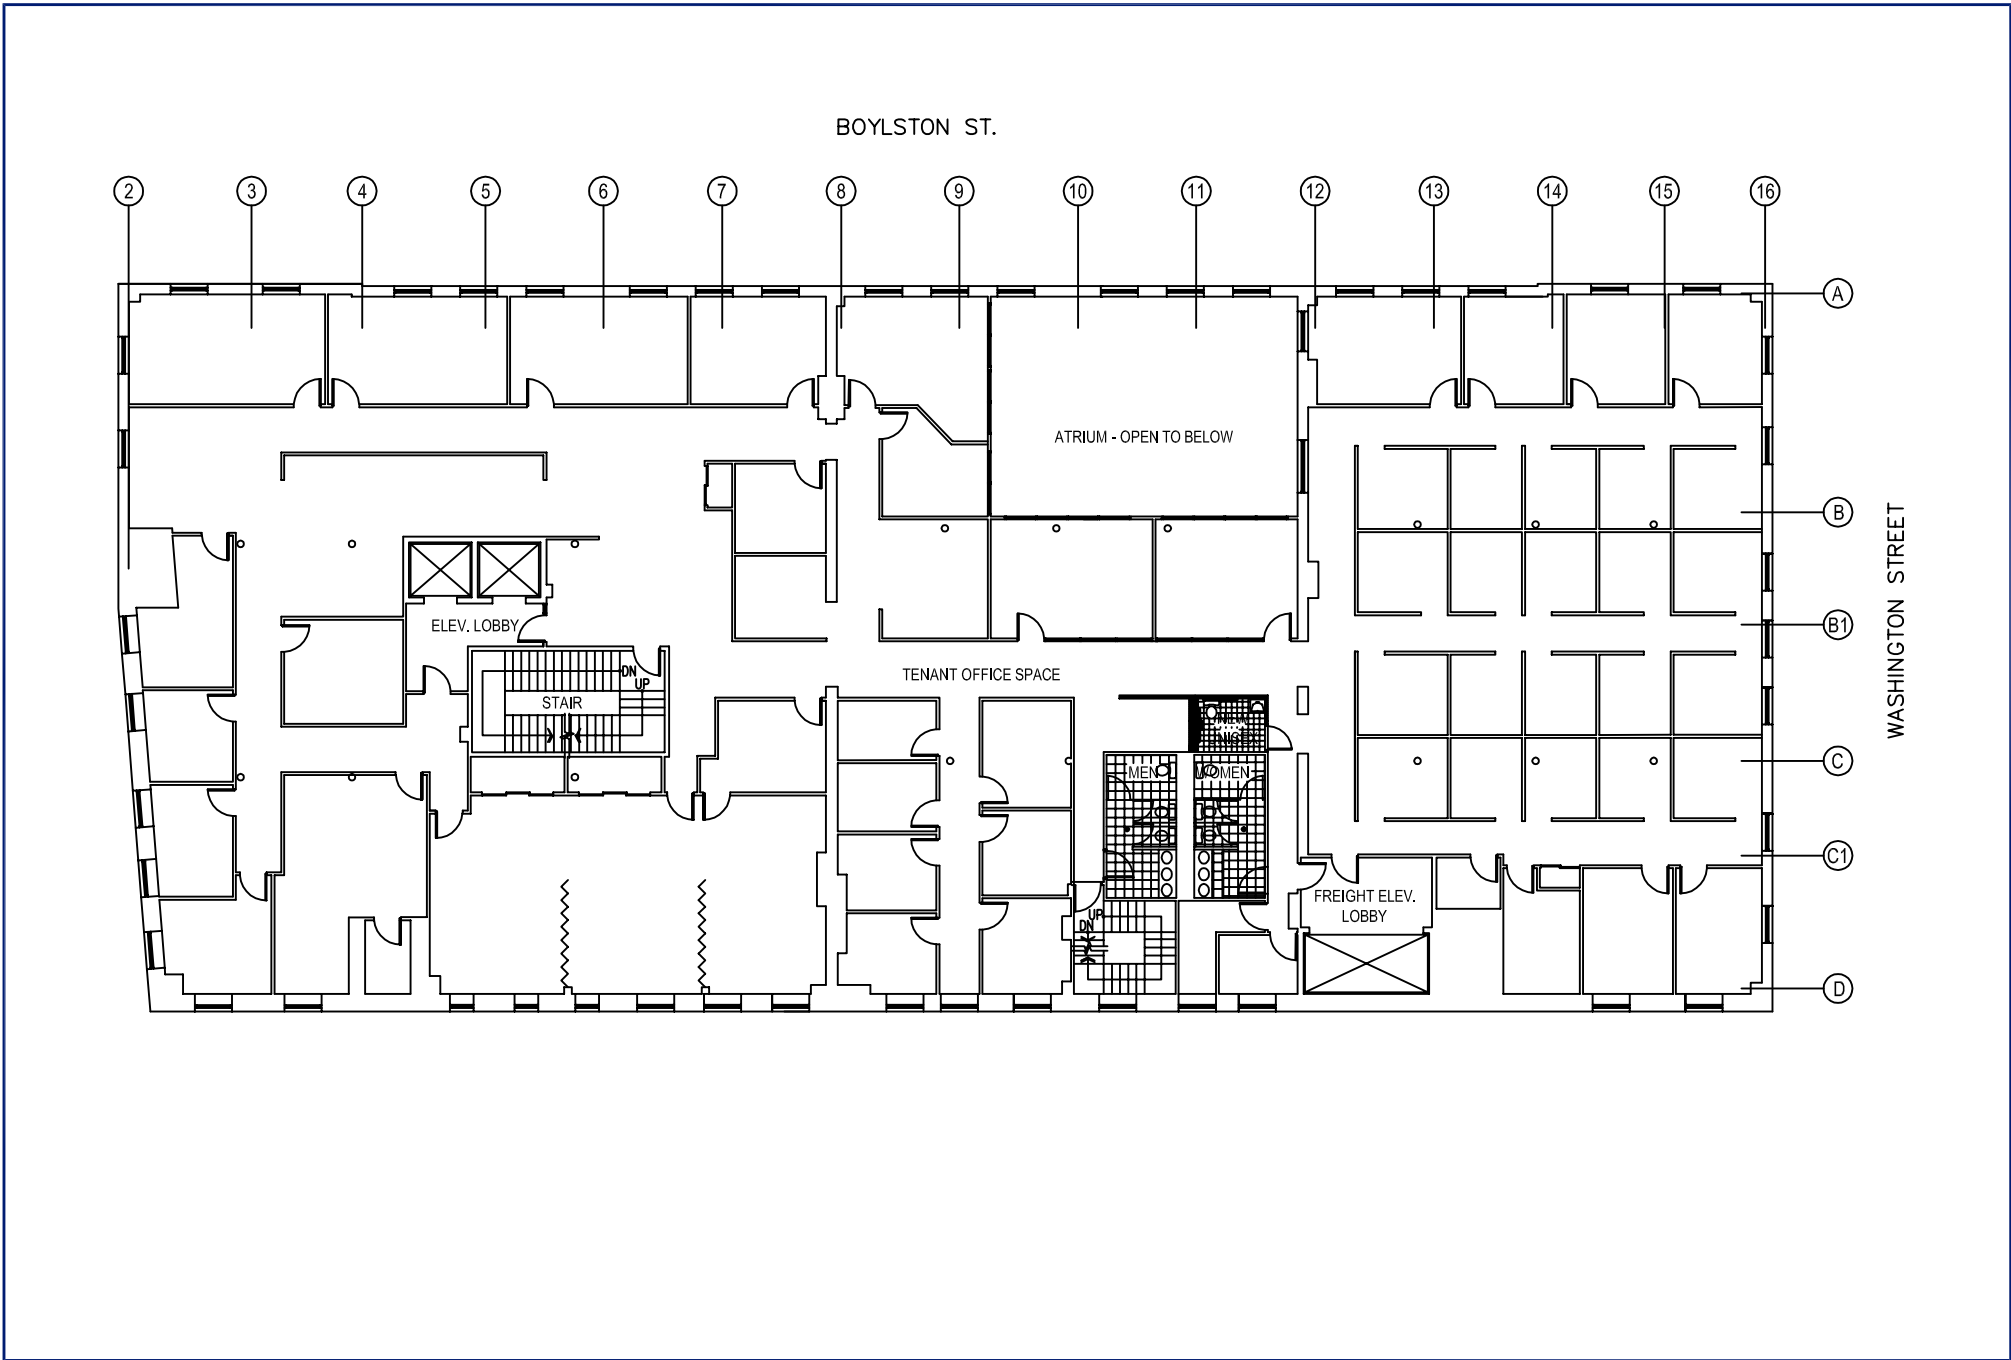 BOYLSTON ST.
2 3 4 5 6 7 8 9 10 11 12 13 14 15 16
A
ATRIUM - OPEN TO BELOW
B
WASHINGTON STREET
ELEV. LOBBY
B1
TENANT OFFICE SPACE
DN
UP
STAIR
NEW
UNISEX
C
MEN
WOMEN
C1
FREIGHT ELEV.
LOBBY
UP
DN
D